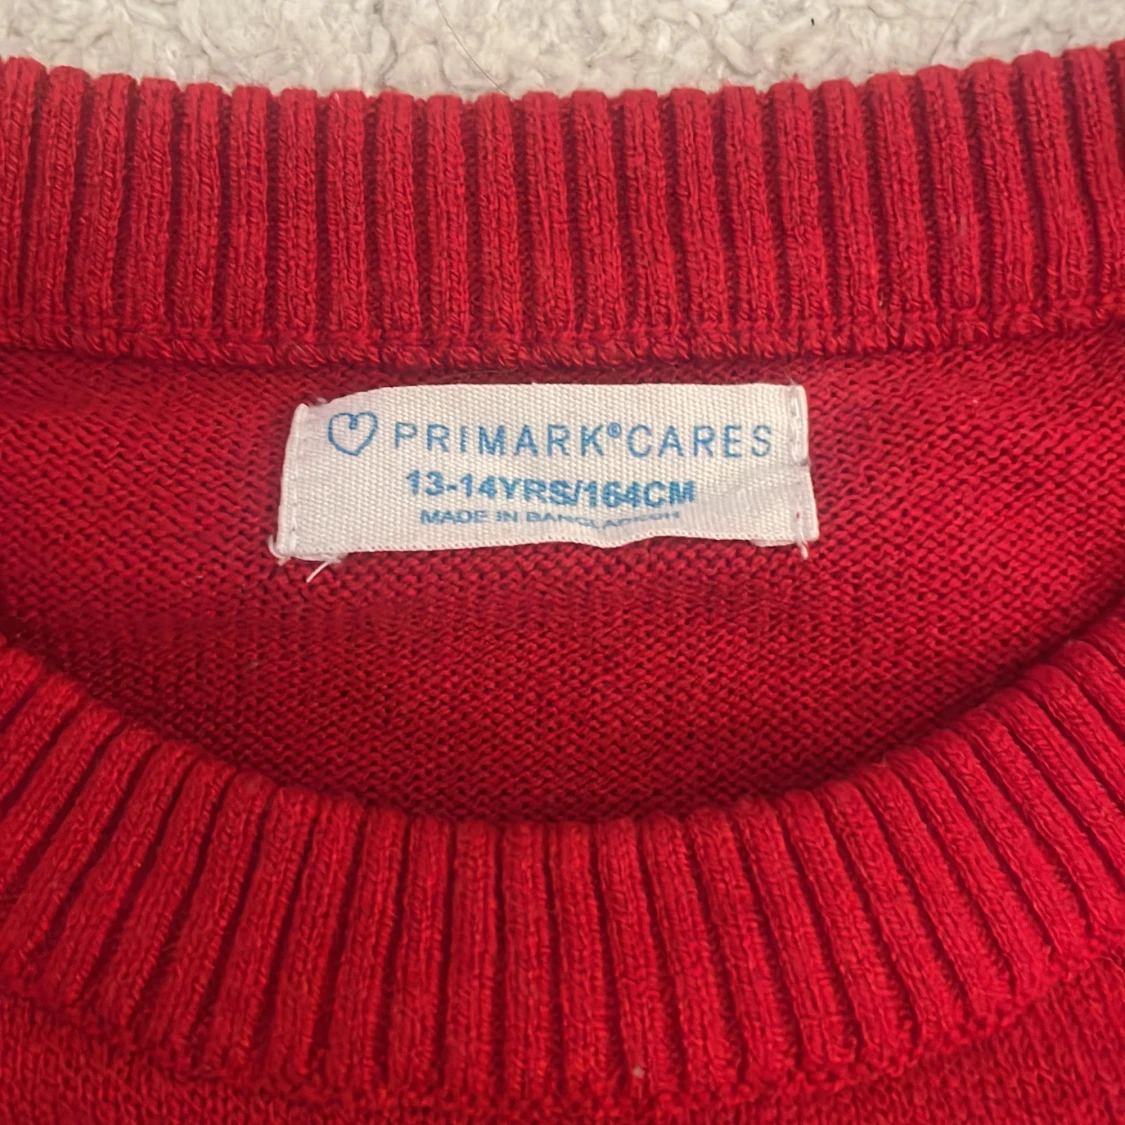 PRIMARK®CARES
13-14YRS/164CM
MADE IN BANGLADESH